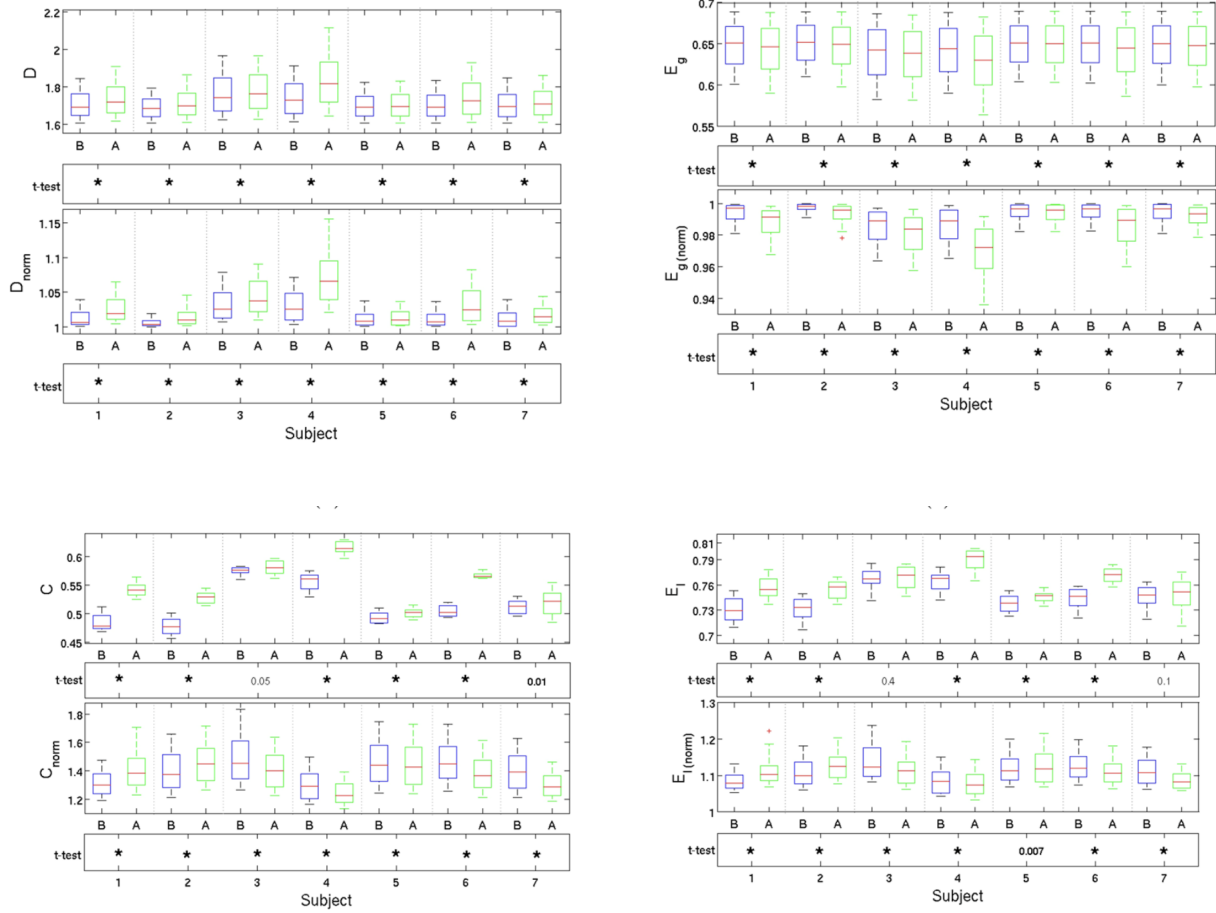 2.2
2
1.8
1.6
D
B A B A B A B A B A B A B A
t-test * * * * * * *
1.15
1.1
1.05
1
D norm
B A B A B A B A B A B A B A
t-test * * * * * * *
1 2 3 4 5 6 7
Subject
0.7
0.65
0.6
0.55
E g
B A B A B A B A B A B A B A
t-test * * * * * * *
1
0.98
0.96
0.94
E g (norm)
B A B A B A B A B A B A B A
t-test * * * * * * *
1 2 3 4 5 6 7
Subject
0.6
0.55
0.5
0.45
C
B A B A B A B A B A B A B A
t-test * * 0.05 * * * 0.01
1.8
1.6
1.4
1.2
C norm
B A B A B A B A B A B A B A
t-test * * * * * * *
1 2 3 4 5 6 7
Subject
0.81
0.79
0.76
0.73
0.7
E l
B A B A B A B A B A B A B A
t-test * * 0.4 * * * 0.1
1.3
1.2
1.1
1
E l (norm)
B A B A B A B A B A B A B A
t-test * * * * 0.007 * *
1 2 3 4 5 6 7
Subject